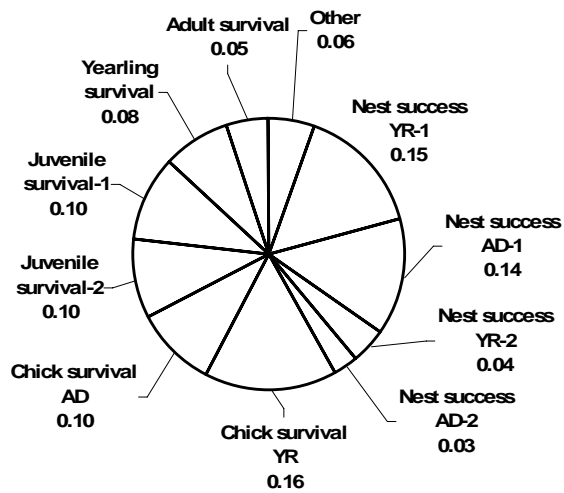 Other
0.06
Nest success
YR-1
0.15
Nest success
AD-1
0.14
Nest success
YR-2
0.04
Nest success
AD-2
0.03
Chick survival
YR
0.16
Chick survival
AD
0.10
Juvenile
survival-2
0.10
Juvenile
survival-1
0.10
Yearling
survival
0.08
Adult survival
0.05